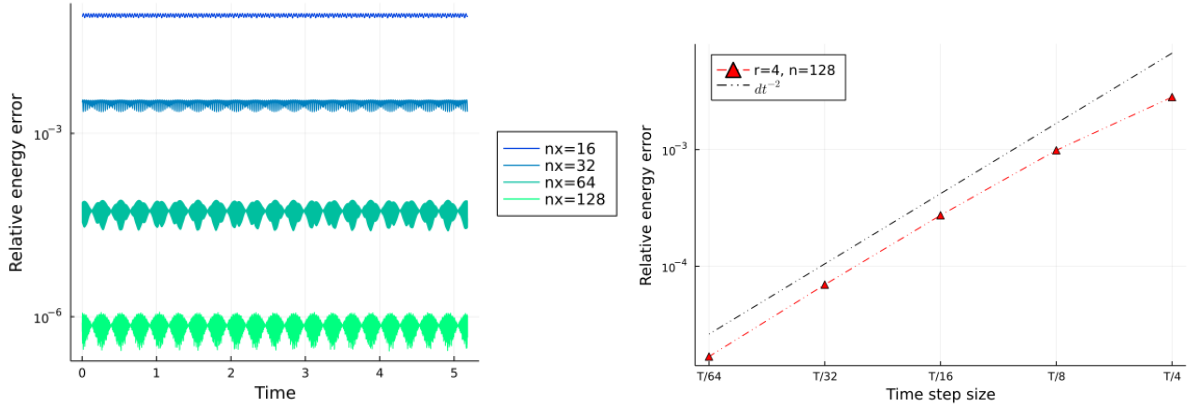 Relative energy error
10⁻³
10⁻⁶
0 1 2 3 4 5
Time
nx=16
nx=32
nx=64
nx=128
Relative energy error
10⁻³
10⁻⁴
r=4, n=128
dt⁻²
T/64 T/32 T/16 T/8 T/4
Time step size